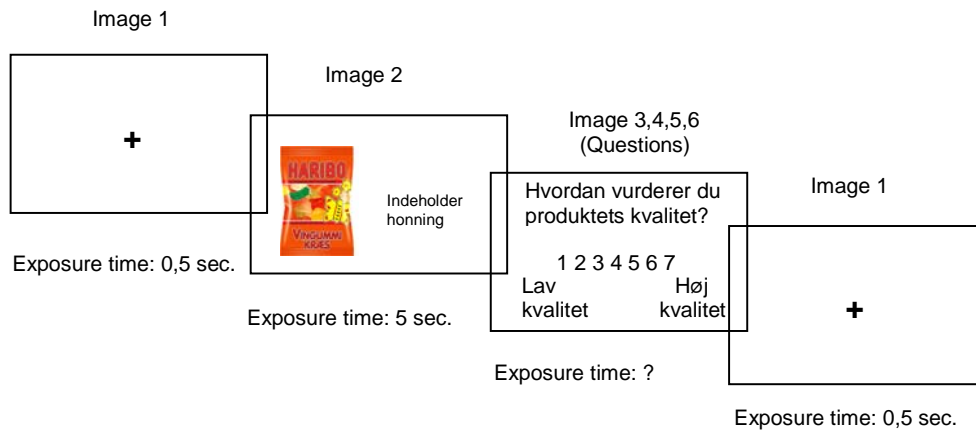 Image 1
+
Exposure time: 0,5 sec.
Image 2
HARIBO
VINGUMMI
KRÆS
Indeholder
honning
Exposure time: 5 sec.
Image 3,4,5,6
(Questions)
Hvordan vurderer du
produktets kvalitet?
1 2 3 4 5 6 7
Lav Høj
kvalitet kvalitet
Exposure time: ?
Image 1
+
Exposure time: 0,5 sec.